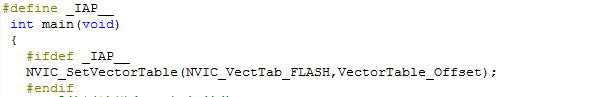 #define _IAP__
int main(void)
{
#ifdef _IAP__
NVIC_SetVectorTable(NVIC_VectTab_FLASH,VectorTable_Offset);
#endif